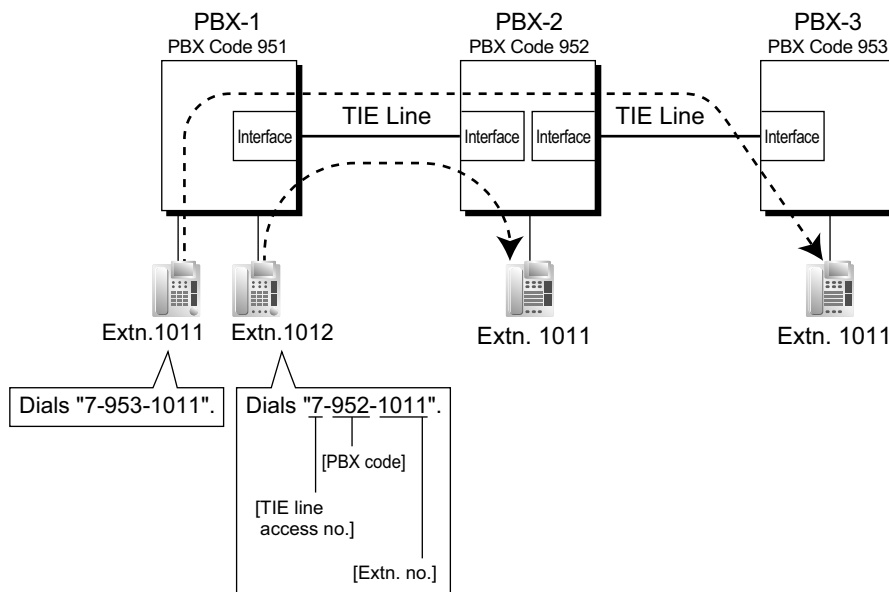 PBX-1
PBX Code 951
PBX-2
PBX Code 952
PBX-3
PBX Code 953
TIE Line
TIE Line
Interface
Interface
Interface
Interface
Extn.1011
Extn.1012
Extn. 1011
Extn. 1011
Dials "7-953-1011".
Dials "7-952-1011".
[PBX code]
[TIE line
access no.]
[Extn. no.]